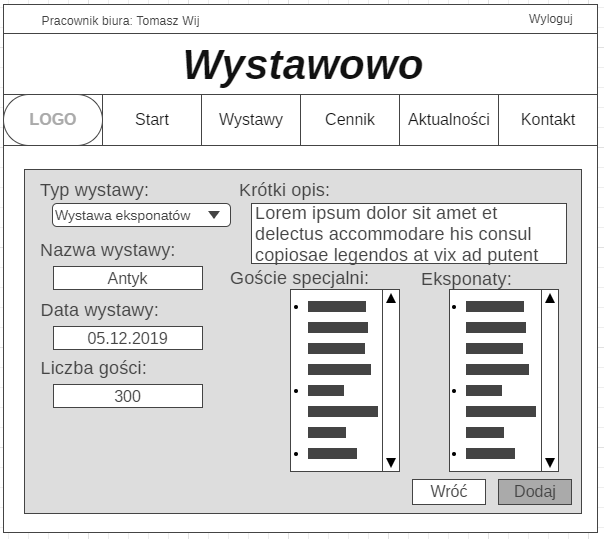 Pracownik biura: Tomasz Wij
Wyloguj
Wystawowo
LOGO
Start
Wystawy
Cennik
Aktualności
Kontakt
Typ wystawy:
Wystawa eksponatów
Nazwa wystawy:
Antyk
Data wystawy:
05.12.2019
Liczba gości:
300
Krótki opis:
Lorem ipsum dolor sit amet et
delectus accommodare his consul
copiosae legendos at vix ad putent
Goście specjalni:
Eksponaty:
Wróć
Dodaj